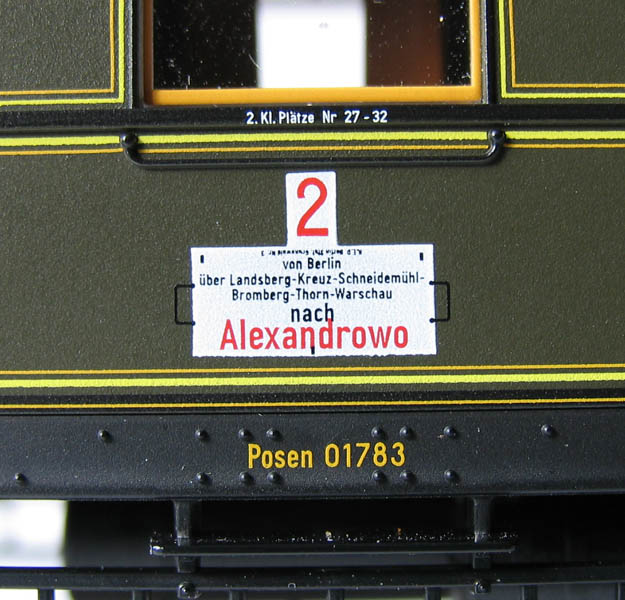 2. Kl. Plätze Nr 27-32
2
von Berlin
über Landsberg-Kreuz-Schneidemühl-
Bromberg-Thorn-Warschau
nach
Alexandrowo
Posen 01783